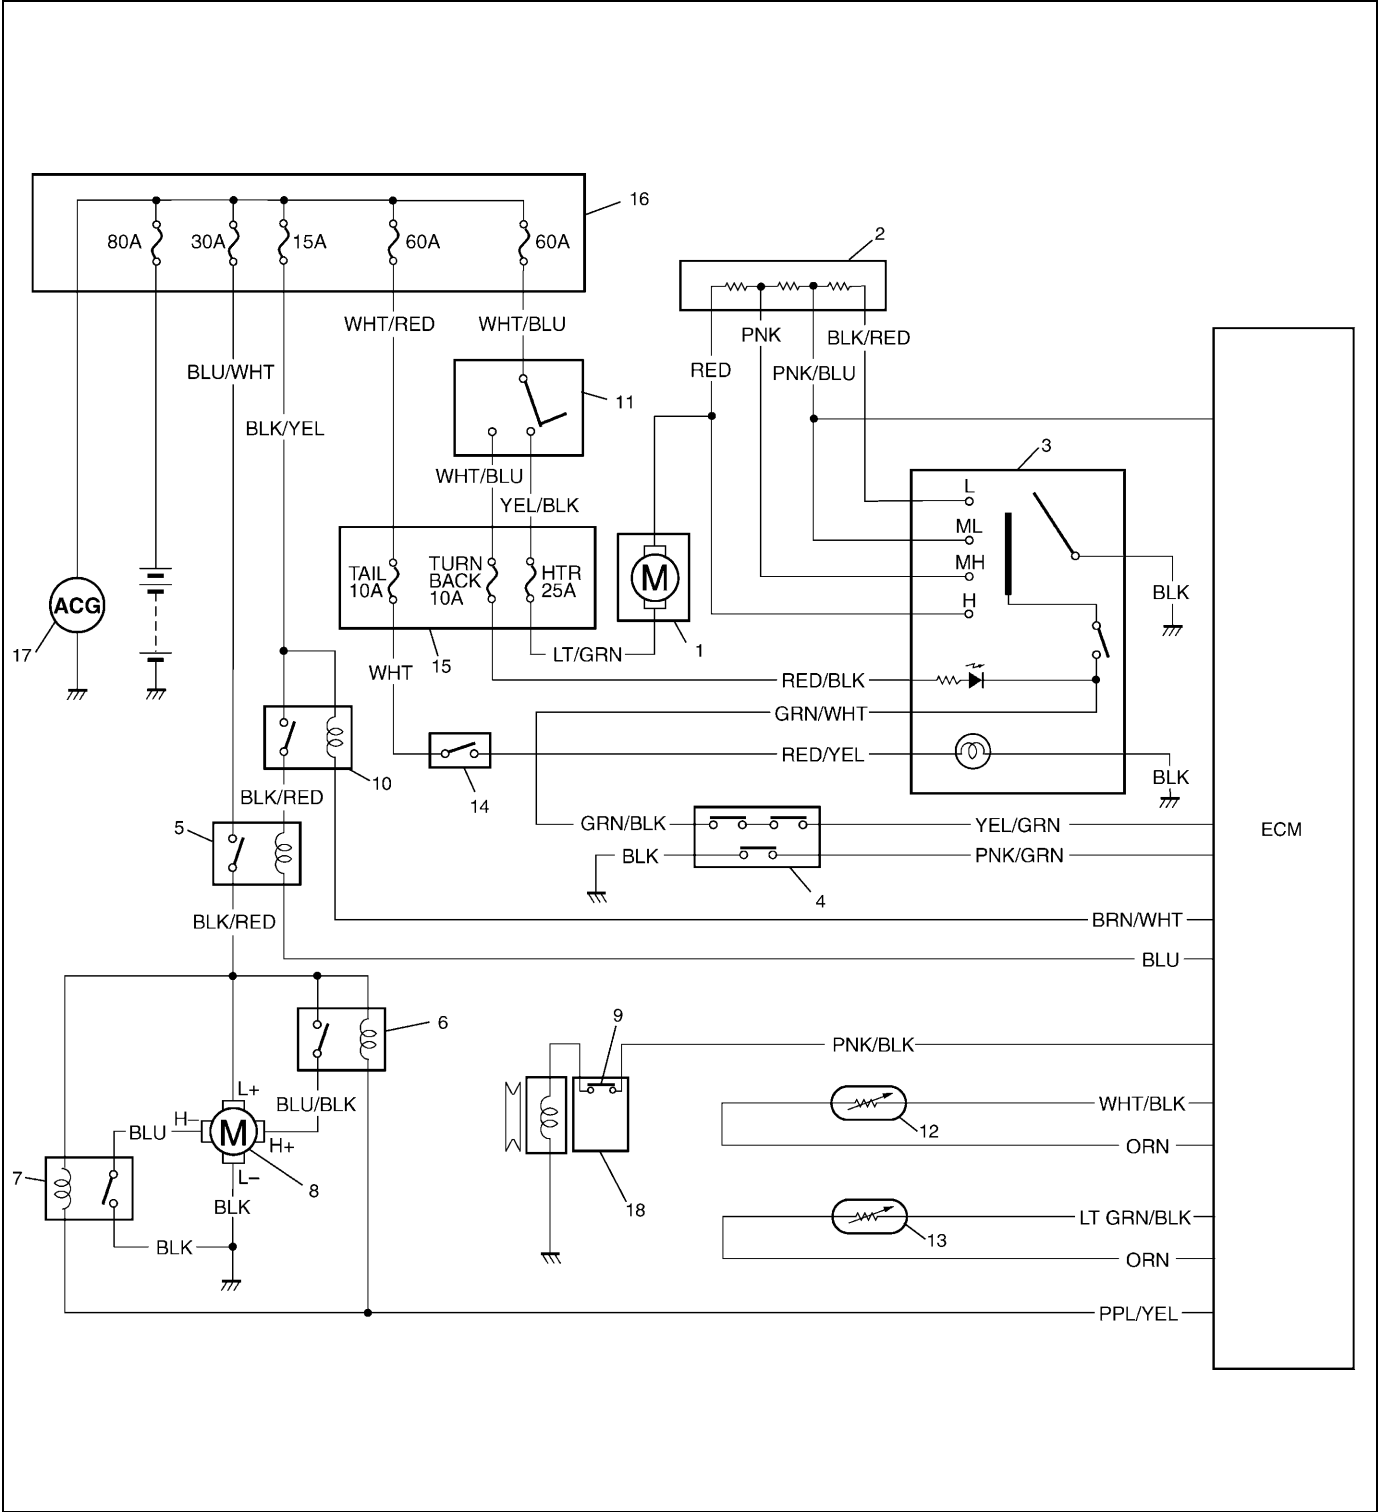 16
80A
30A
15A
60A
60A
2
WHT/RED
WHT/BLU
PNK
BLK/RED
BLU/WHT
RED
PNK/BLU
11
BLK/YEL
3
WHT/BLU
YEL/BLK
L
ML
MH
H
TAIL
10A
TURN
BACK
10A
HTR
25A
M
BLK
ACG
17
15
LT/GRN
1
WHT
RED/BLK
GRN/WHT
RED/YEL
BLK
10
14
BLK/RED
5
GRN/BLK
YEL/GRN
ECM
BLK
PNK/GRN
4
BLK/RED
BRN/WHT
BLU
6
9
PNK/BLK
L+
BLU/BLK
H–
M
BLU
H+
WHT/BLK
12
ORN
7
L–
8
BLK
18
LT GRN/BLK
13
BLK
ORN
PPL/YEL